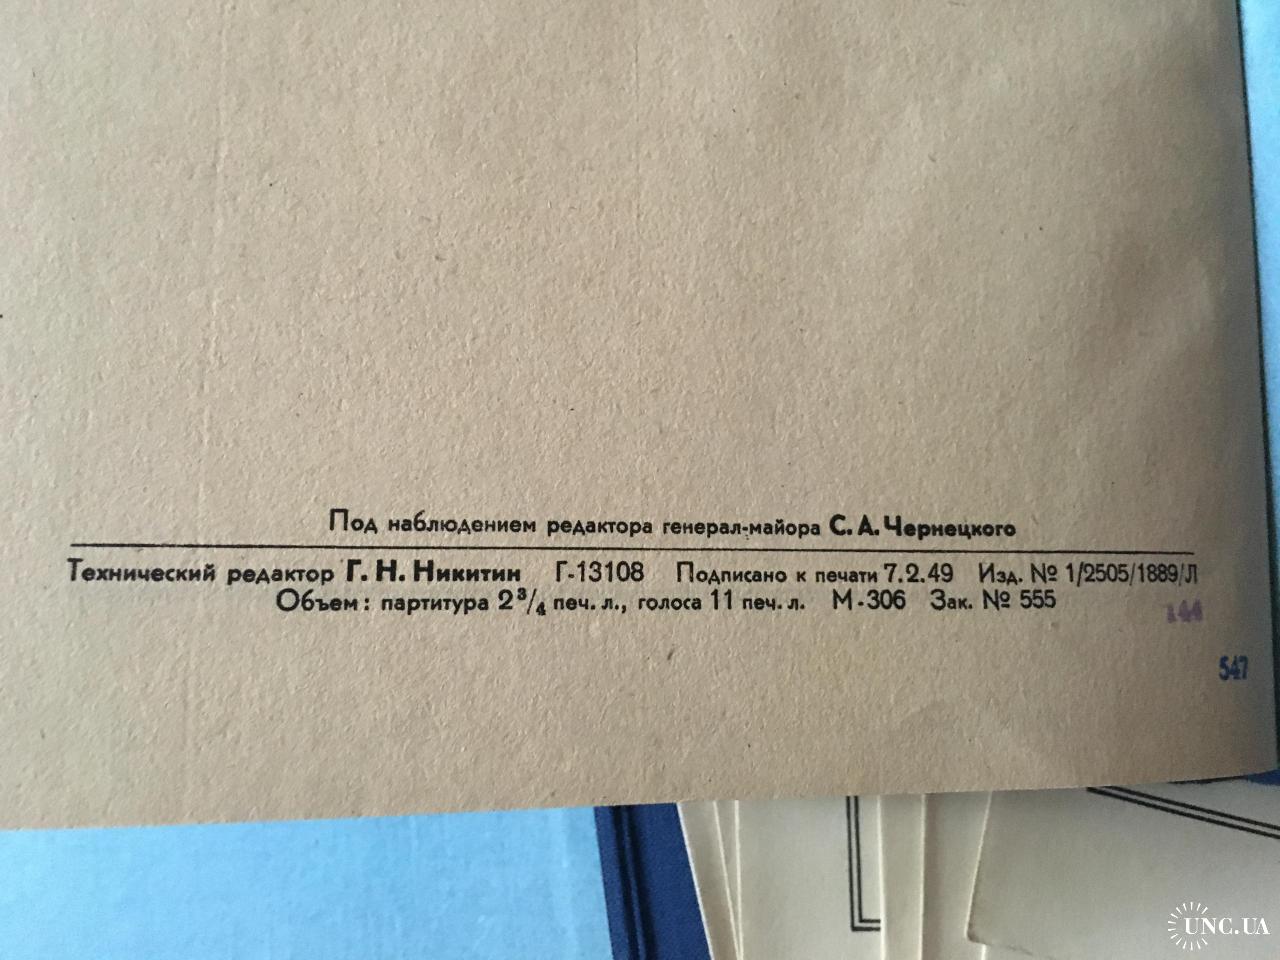 Под наблюдением редактора генерал-майора С. А. Чернецкого
Технический редактор Г. Н. Никитин Г-13108 Подписано к печати 7.2.49 Изд. № 1/2505/1889/Л
Объем: партитура 2³/₄ печ. л., голоса 11 печ. л. М-306 Зак. № 555
144
547
UNC.UA